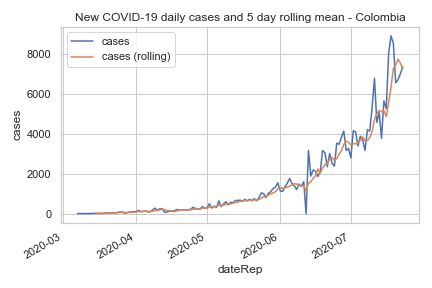 New COVID-19 daily cases and 5 day rolling mean - Colombia
cases
cases (rolling)
8000
6000
4000
2000
0
cases
2020-03
2020-04
2020-05
2020-06
2020-07
dateRep